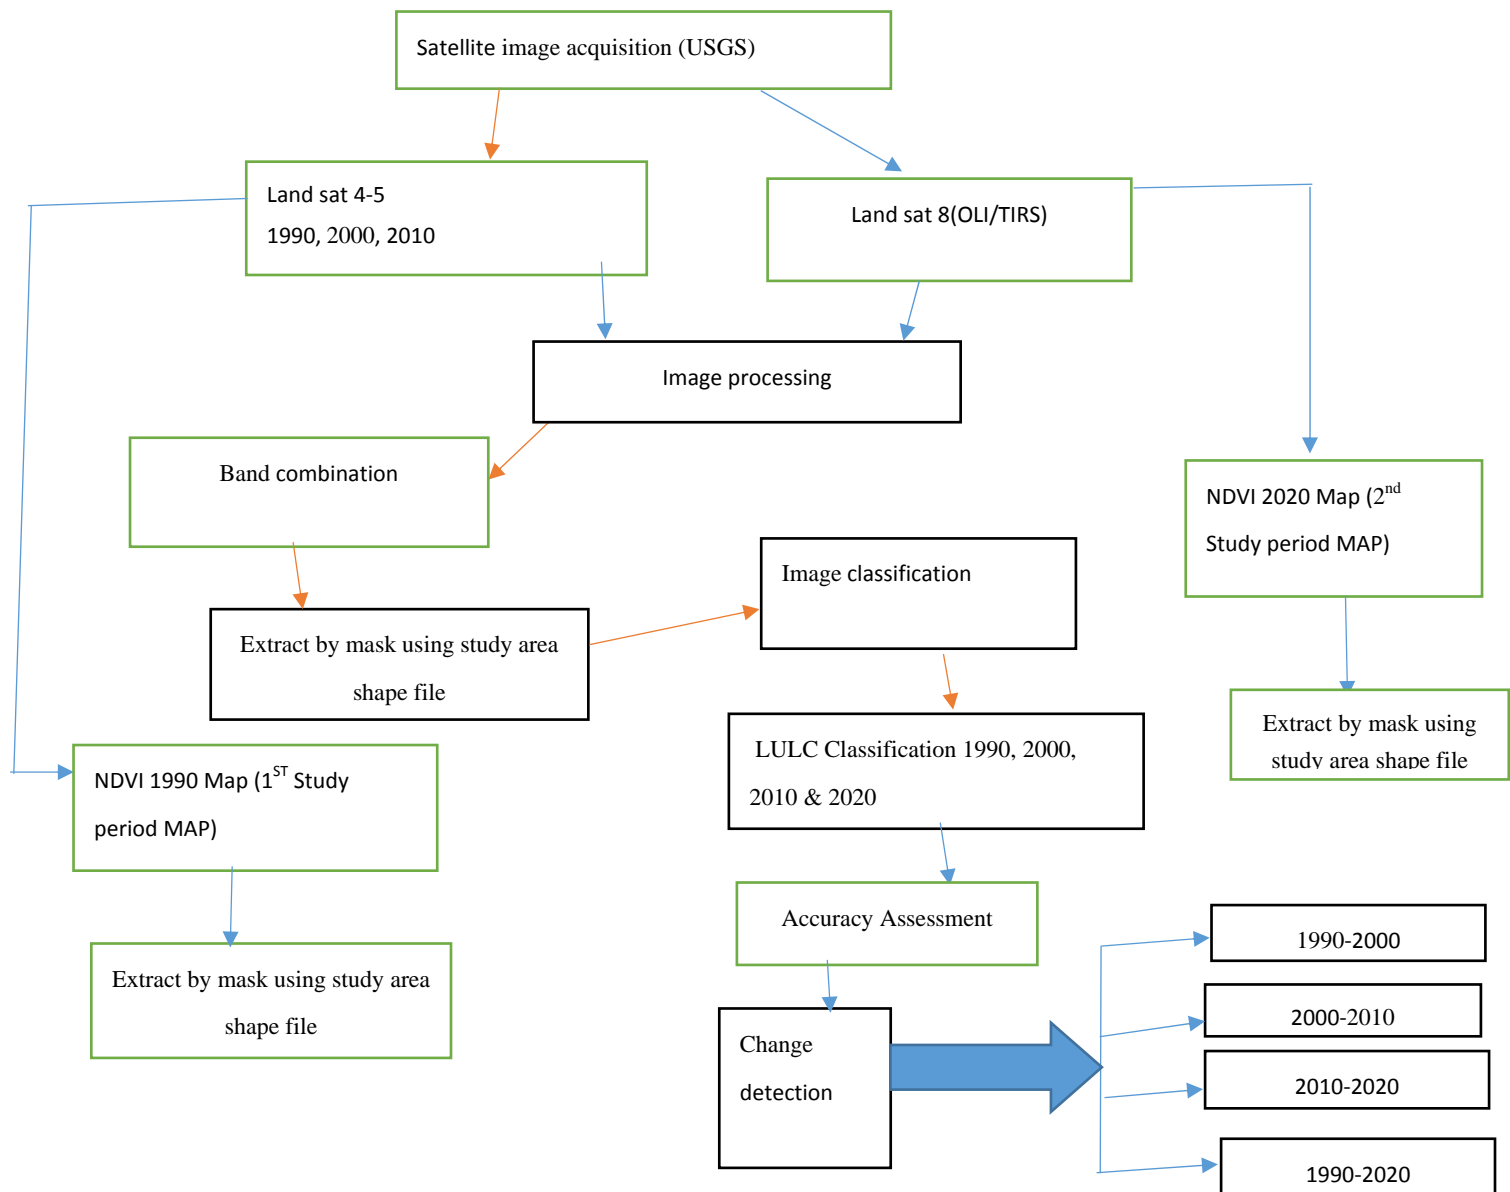 Satellite image acquisition (USGS)
Land sat 4-5
1990, 2000, 2010
Land sat 8(OLI/TIRS)
Image processing
Band combination
NDVI 2020 Map (2nd
Study period MAP)
Image classification
Extract by mask using study area
shape file
Extract by mask using
study area shape file
LULC Classification 1990, 2000,
2010 & 2020
NDVI 1990 Map (1ST Study
period MAP)
Accuracy Assessment
Extract by mask using study area
shape file
Change
detection
1990-2000
2000-2010
2010-2020
1990-2020